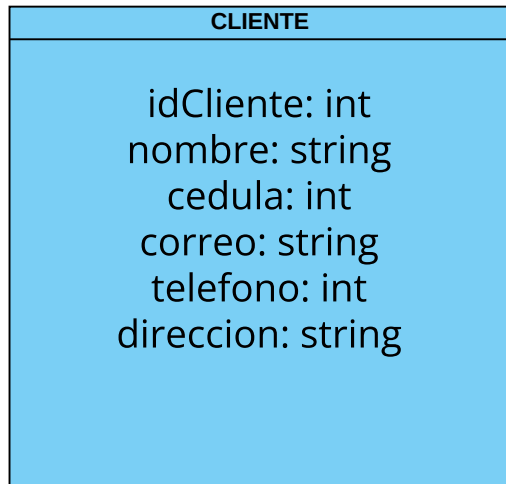 CLIENTE
idCliente: int
nombre: string
cedula: int
correo: string
telefono: int
direccion: string